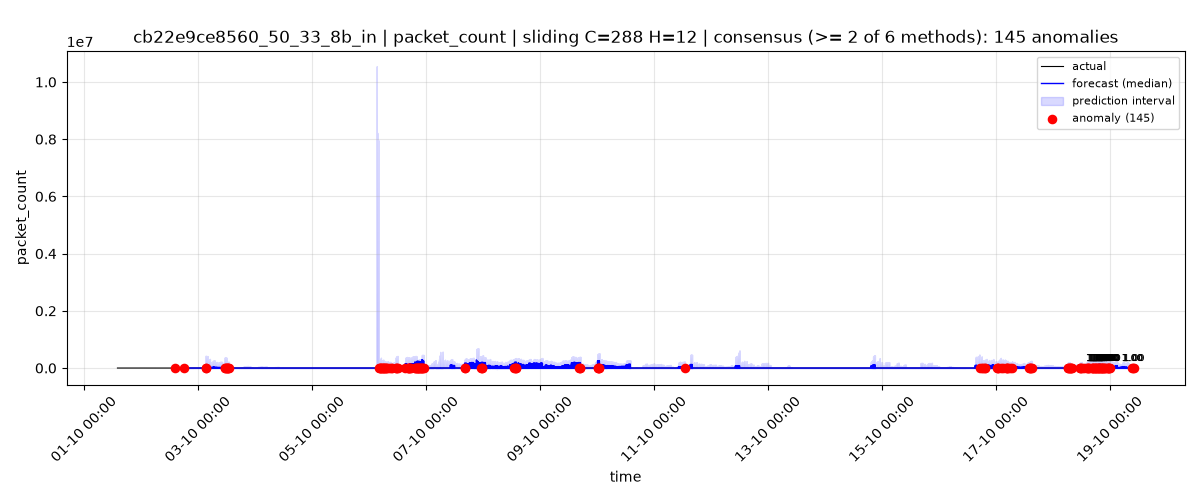 cb22e9ce8560_50_33_8b_in | packet_count | sliding C=288 H=12 | consensus (>= 2 of 6 methods): 145 anomalies
1e7
actual
forecast (median)
prediction interval
anomaly (145)
1.0
0.8
0.6
0.4
0.2
0.0
packet_count
1.00
01-10 00:00
03-10 00:00
05-10 00:00
07-10 00:00
09-10 00:00
11-10 00:00
13-10 00:00
15-10 00:00
17-10 00:00
19-10 00:00
time